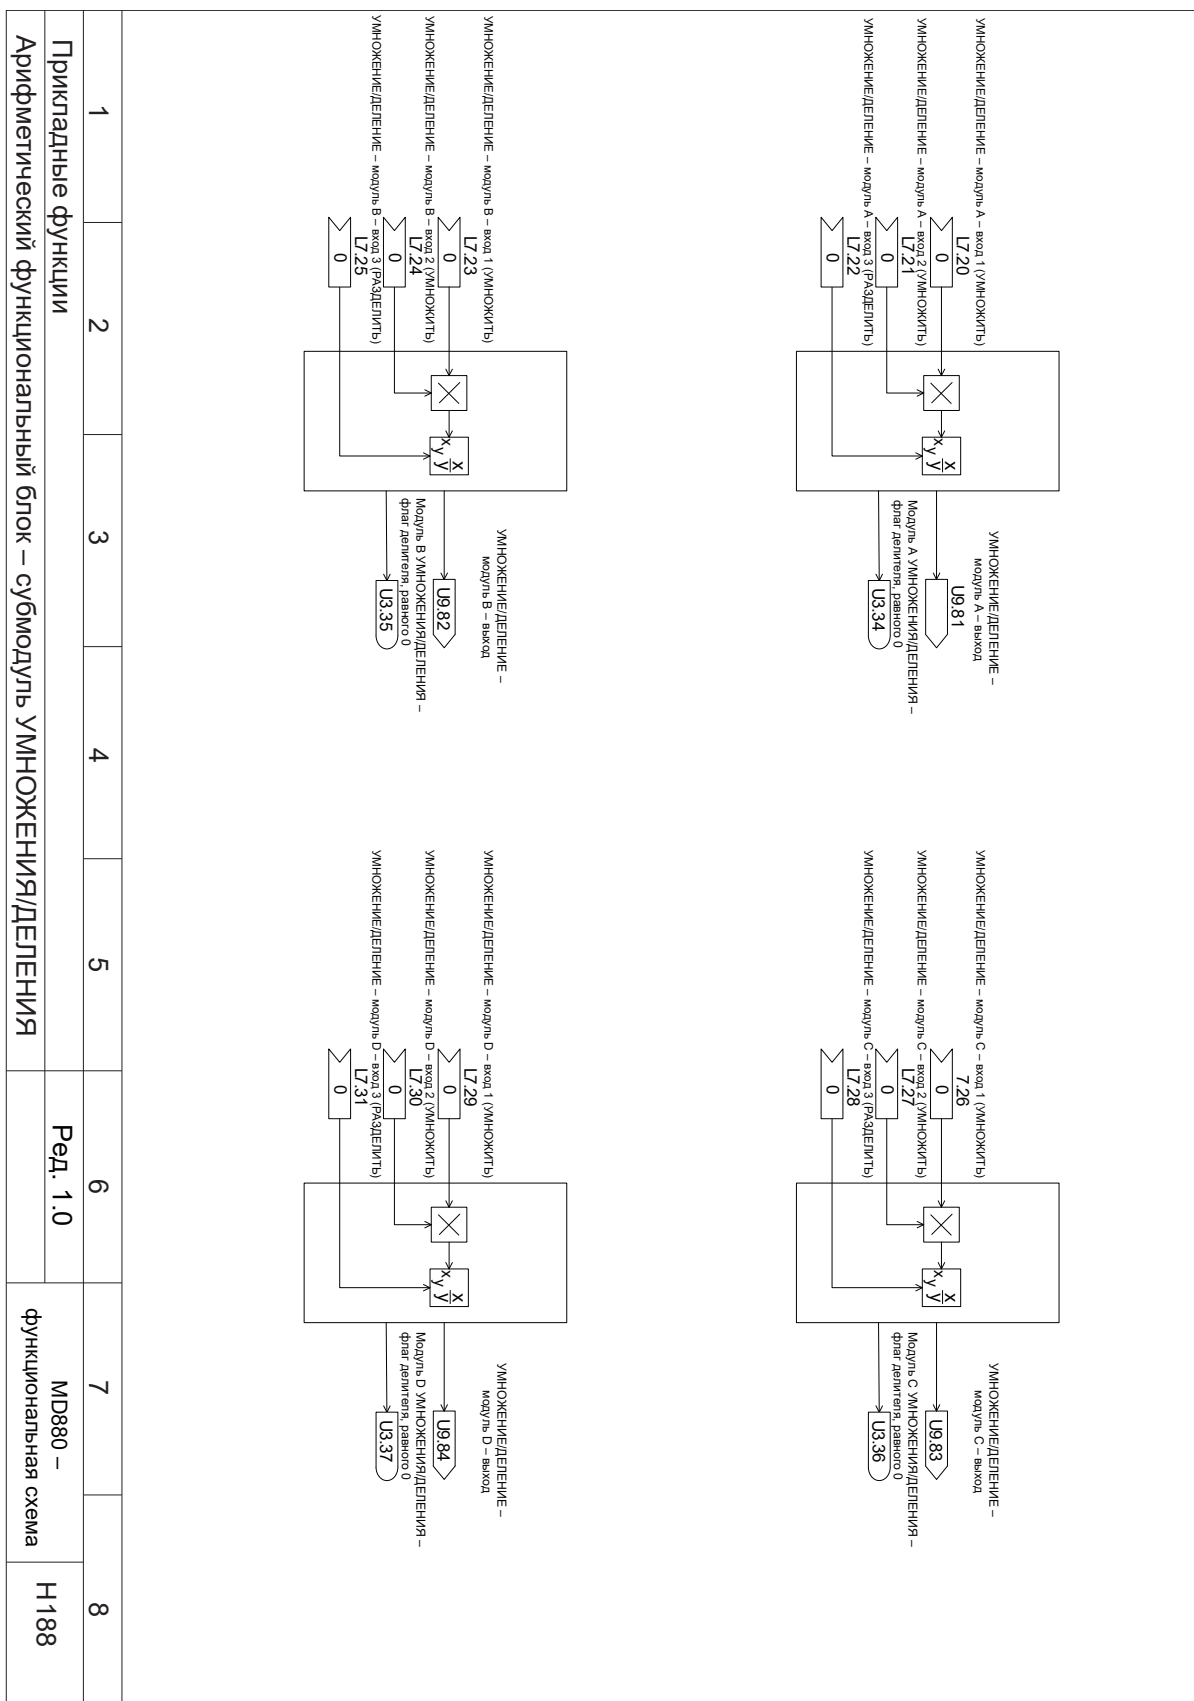 УМНОЖЕНИЕ/ДЕЛЕНИЕ – модуль A – вход 1 (УМНОЖИТЬ)
L7.20
0
УМНОЖЕНИЕ/ДЕЛЕНИЕ – модуль A – вход 2 (УМНОЖИТЬ)
L7.21
0
УМНОЖЕНИЕ/ДЕЛЕНИЕ – модуль A – вход 3 (РАЗДЕЛИТЬ)
L7.22
0
x
y
x
y
УМНОЖЕНИЕ/ДЕЛЕНИЕ –
модуль A – выход
U9.81
Модуль A УМНОЖЕНИЯ/ДЕЛЕНИЯ –
флаг делителя, равного 0
U3.34
УМНОЖЕНИЕ/ДЕЛЕНИЕ – модуль C – вход 1 (УМНОЖИТЬ)
7.26
0
УМНОЖЕНИЕ/ДЕЛЕНИЕ – модуль C – вход 2 (УМНОЖИТЬ)
L7.27
0
УМНОЖЕНИЕ/ДЕЛЕНИЕ – модуль C – вход 3 (РАЗДЕЛИТЬ)
L7.28
0
x
y
x
y
УМНОЖЕНИЕ/ДЕЛЕНИЕ –
модуль C – выход
U9.83
Модуль C УМНОЖЕНИЯ/ДЕЛЕНИЯ –
флаг делителя, равного 0
U3.36
УМНОЖЕНИЕ/ДЕЛЕНИЕ – модуль B – вход 1 (УМНОЖИТЬ)
L7.23
0
УМНОЖЕНИЕ/ДЕЛЕНИЕ – модуль B – вход 2 (УМНОЖИТЬ)
L7.24
0
УМНОЖЕНИЕ/ДЕЛЕНИЕ – модуль B – вход 3 (РАЗДЕЛИТЬ)
L7.25
0
x
y
x
y
УМНОЖЕНИЕ/ДЕЛЕНИЕ –
модуль B – выход
U9.82
Модуль B УМНОЖЕНИЯ/ДЕЛЕНИЯ –
флаг делителя, равного 0
U3.35
УМНОЖЕНИЕ/ДЕЛЕНИЕ – модуль D – вход 1 (УМНОЖИТЬ)
L7.29
0
УМНОЖЕНИЕ/ДЕЛЕНИЕ – модуль D – вход 2 (УМНОЖИТЬ)
L7.30
0
УМНОЖЕНИЕ/ДЕЛЕНИЕ – модуль D – вход 3 (РАЗДЕЛИТЬ)
L7.31
0
x
y
x
y
УМНОЖЕНИЕ/ДЕЛЕНИЕ –
модуль D – выход
U9.84
Модуль D УМНОЖЕНИЯ/ДЕЛЕНИЯ –
флаг делителя, равного 0
U3.37
1 2 3 4 5 6 7 8
Прикладные функции
Ред. 1.0
MD880 –
функциональная схема
H188
Арифметический функциональный блок – субмодуль УМНОЖЕНИЯ/ДЕЛЕНИЯ